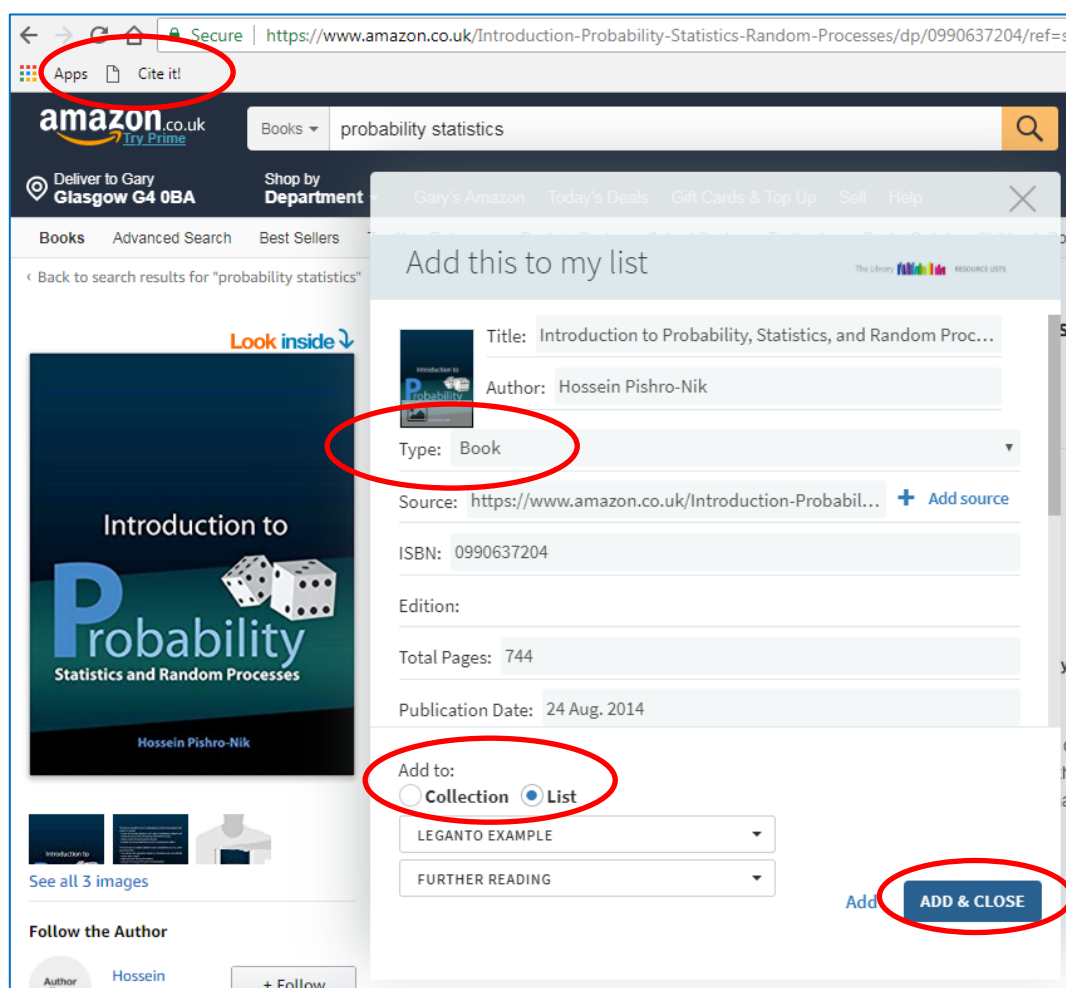 Secure | https://www.amazon.co.uk/Introduction-Probability-Statistics-Random-Processes/dp/0990637204/ref=s
Apps Cite it!
amazon.co.uk
Try Prime
Books
probability statistics
Deliver to Gary
Glasgow G4 0BA
Shop by
Department
Gary's Amazon Today's Deals Gift Cards & Top Up Sell Help
Books Advanced Search Best Sellers
‹ Back to search results for "probability statistics"
Look inside
Introduction to
Probability
Statistics and Random Processes
Hossein Pishro-Nik
See all 3 images
Follow the Author
Author
Hossein
+ Follow
Add this to my list
The Library RESOURCE LISTS
Introduction to
Probability
Title: Introduction to Probability, Statistics, and Random Proc...
Author: Hossein Pishro-Nik
Type: Book
Source: https://www.amazon.co.uk/Introduction-Probabil... + Add source
ISBN: 0990637204
Edition:
Total Pages: 744
Publication Date: 24 Aug. 2014
Add to:
Collection List
LEGANTO EXAMPLE
FURTHER READING
Add ADD & CLOSE